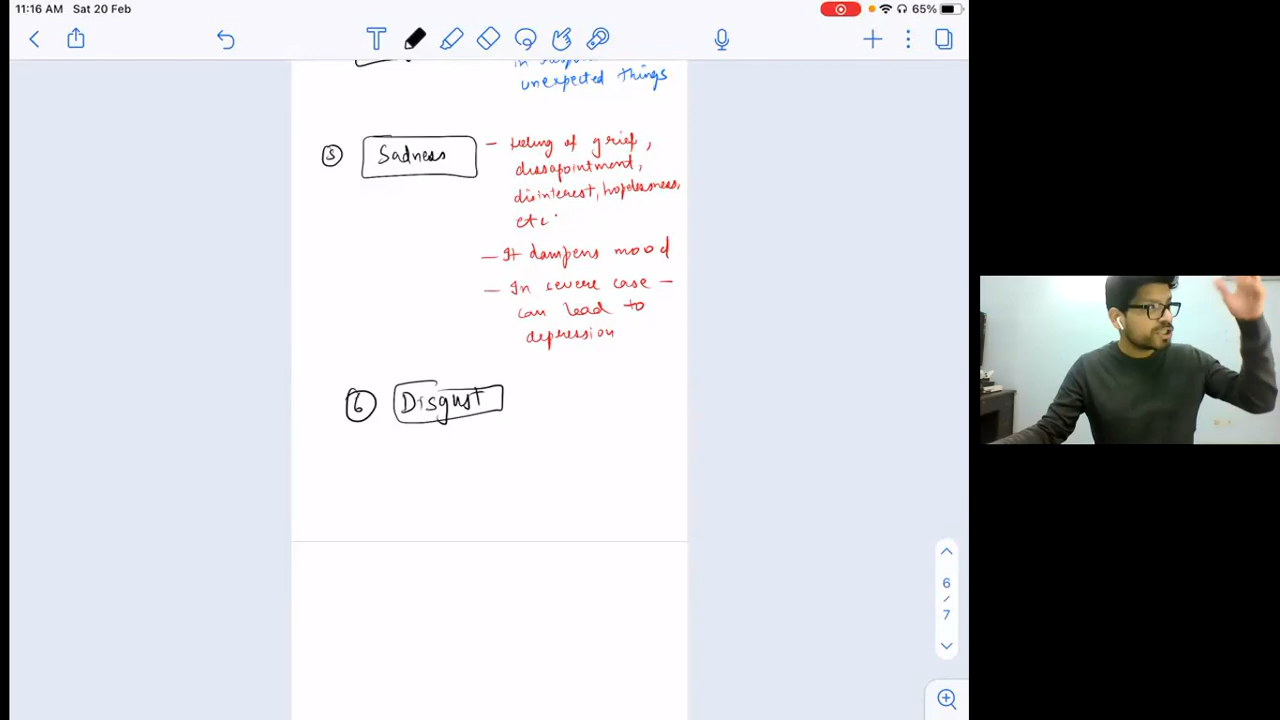 11:16 AM Sat 20 Feb
65%
unexpected things
5 Sadness
- feeling of grief,
dissapointment,
disinterest, hopelessness,
etc.
- It dampens mood
- In severe case -
can lead to
depression
6 Disgust
6
/
7